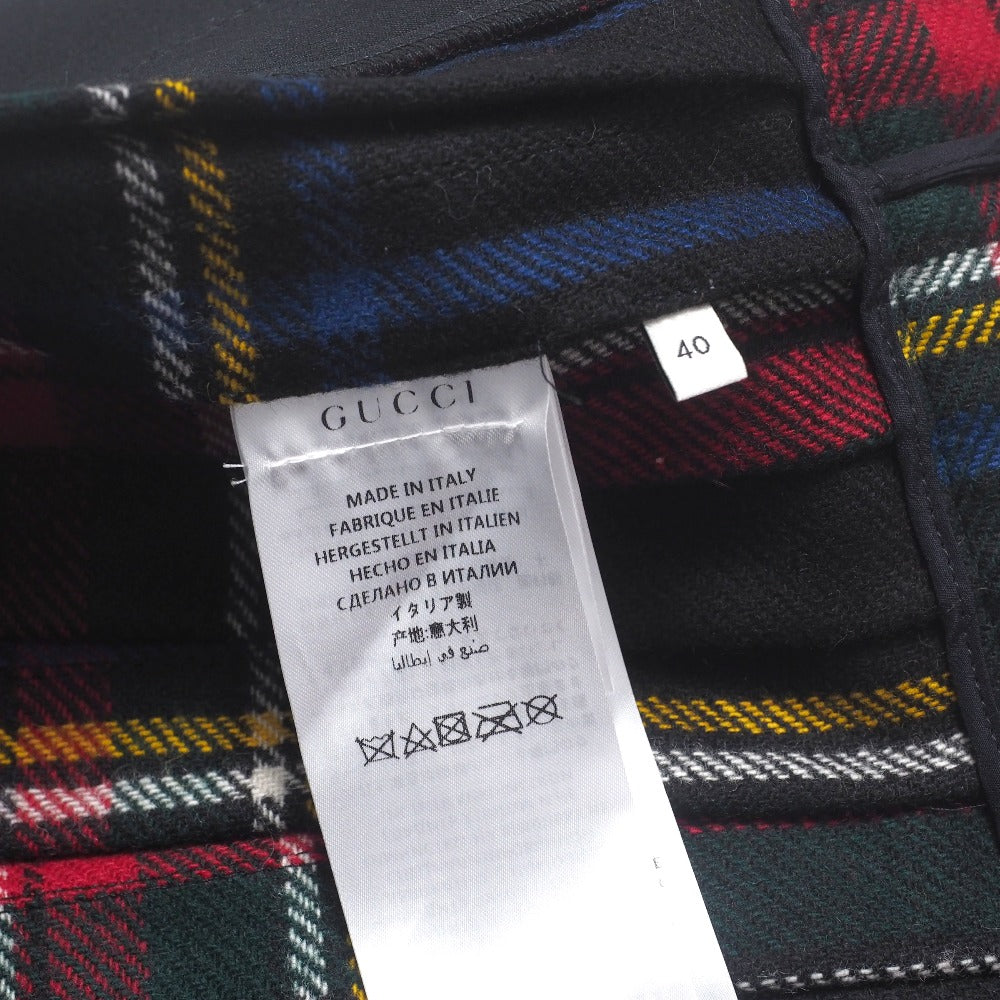 40
GUCCI
MADE IN ITALY
FABRIQUE EN ITALIE
HERGESTELLT IN ITALIEN
HECHO EN ITALIA
СДЕЛАНО В ИТАЛИИ
イタリア製
产地:意大利
صنع في إيطاليا